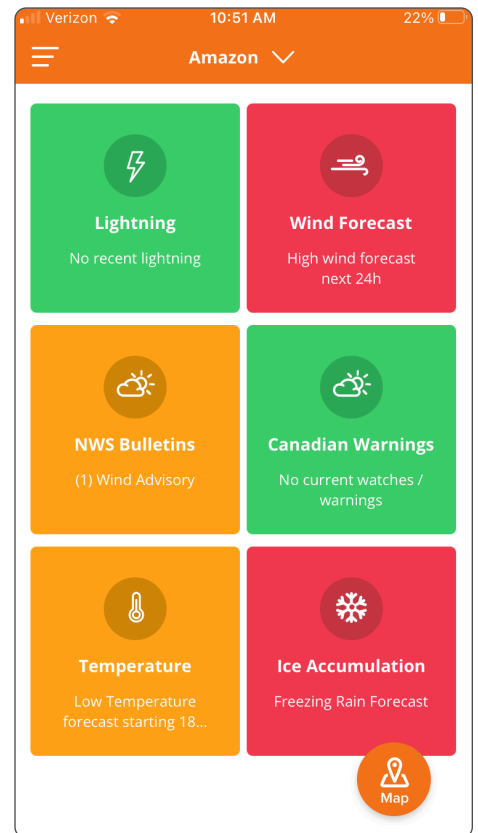 Verizon 10:51 AM 22%
Amazon
Lightning
No recent lightning
Wind Forecast
High wind forecast
next 24h
NWS Bulletins
(1) Wind Advisory
Canadian Warnings
No current watches /
warnings
Temperature
Low Temperature
forecast starting 18...
Ice Accumulation
Freezing Rain Forecast
Map